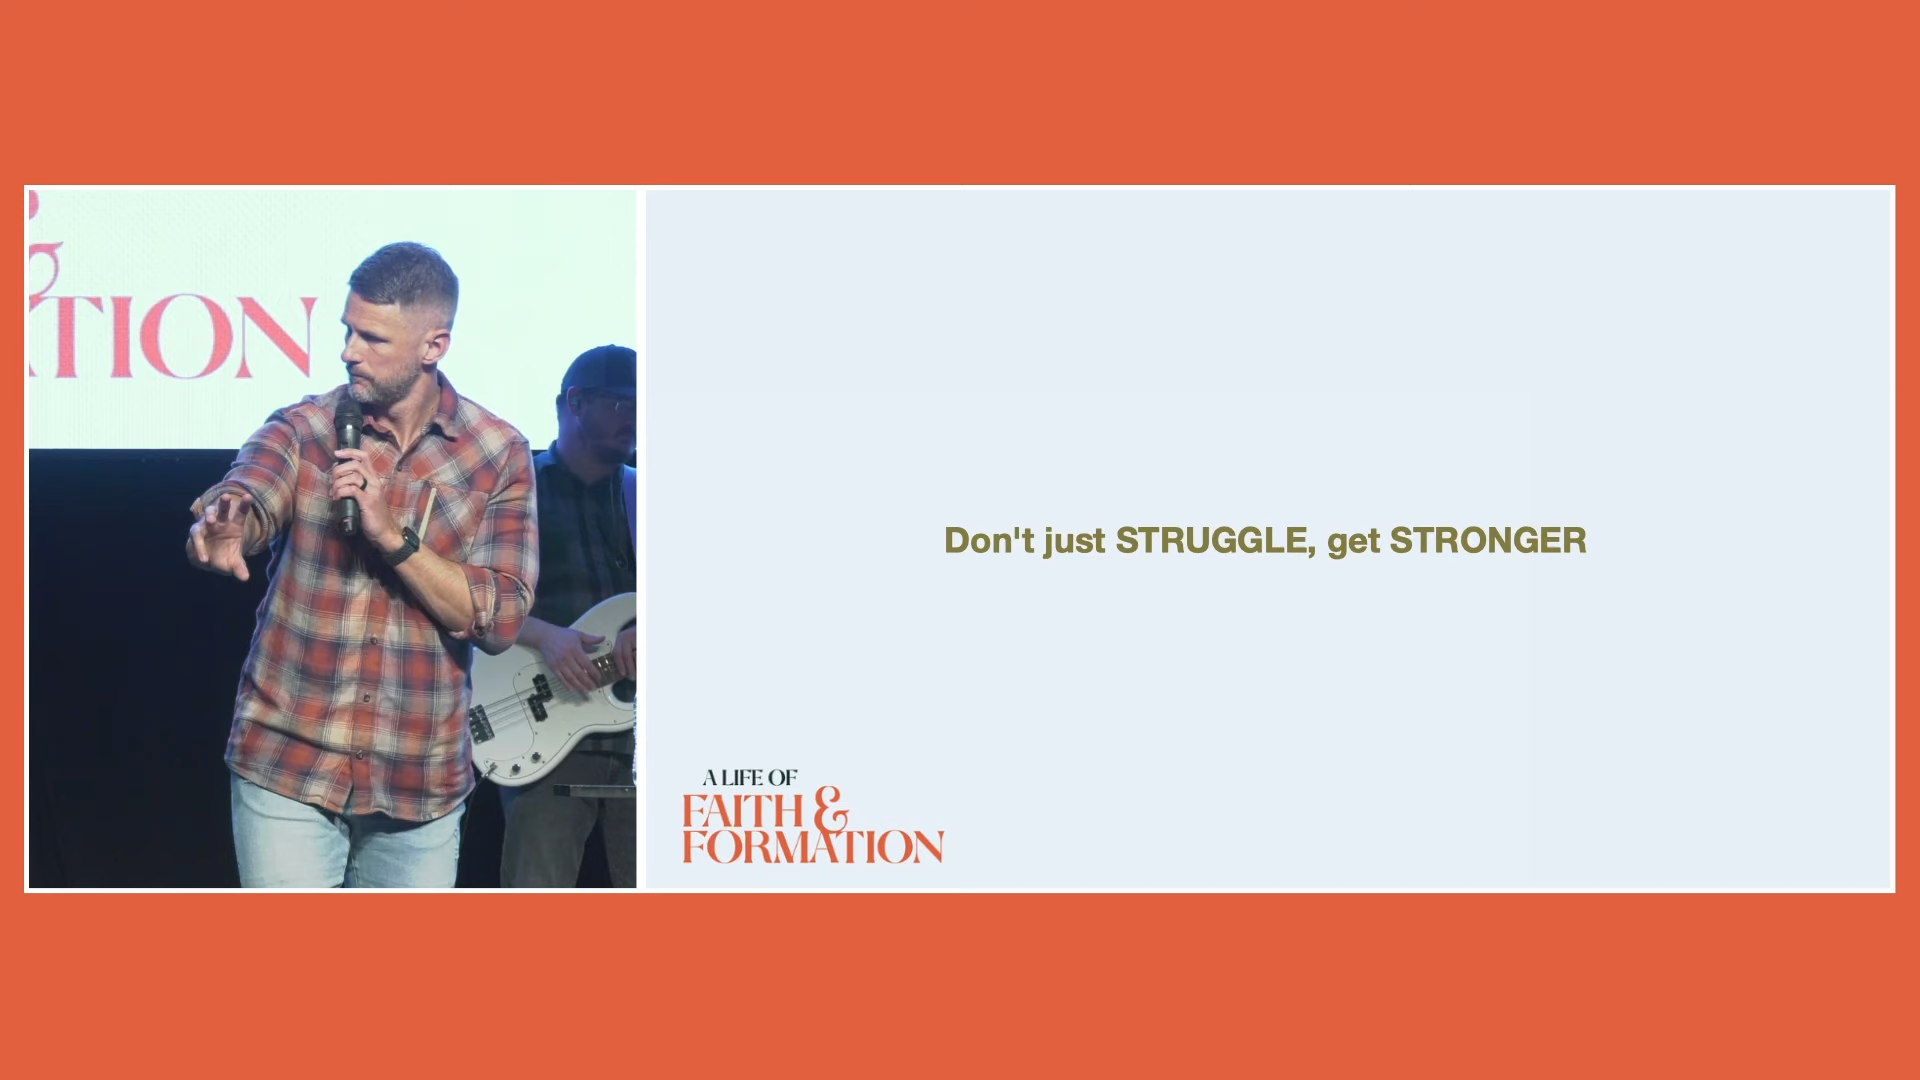 &
TION
Don't just STRUGGLE, get STRONGER
A LIFE OF
FAITH &
FORMATION